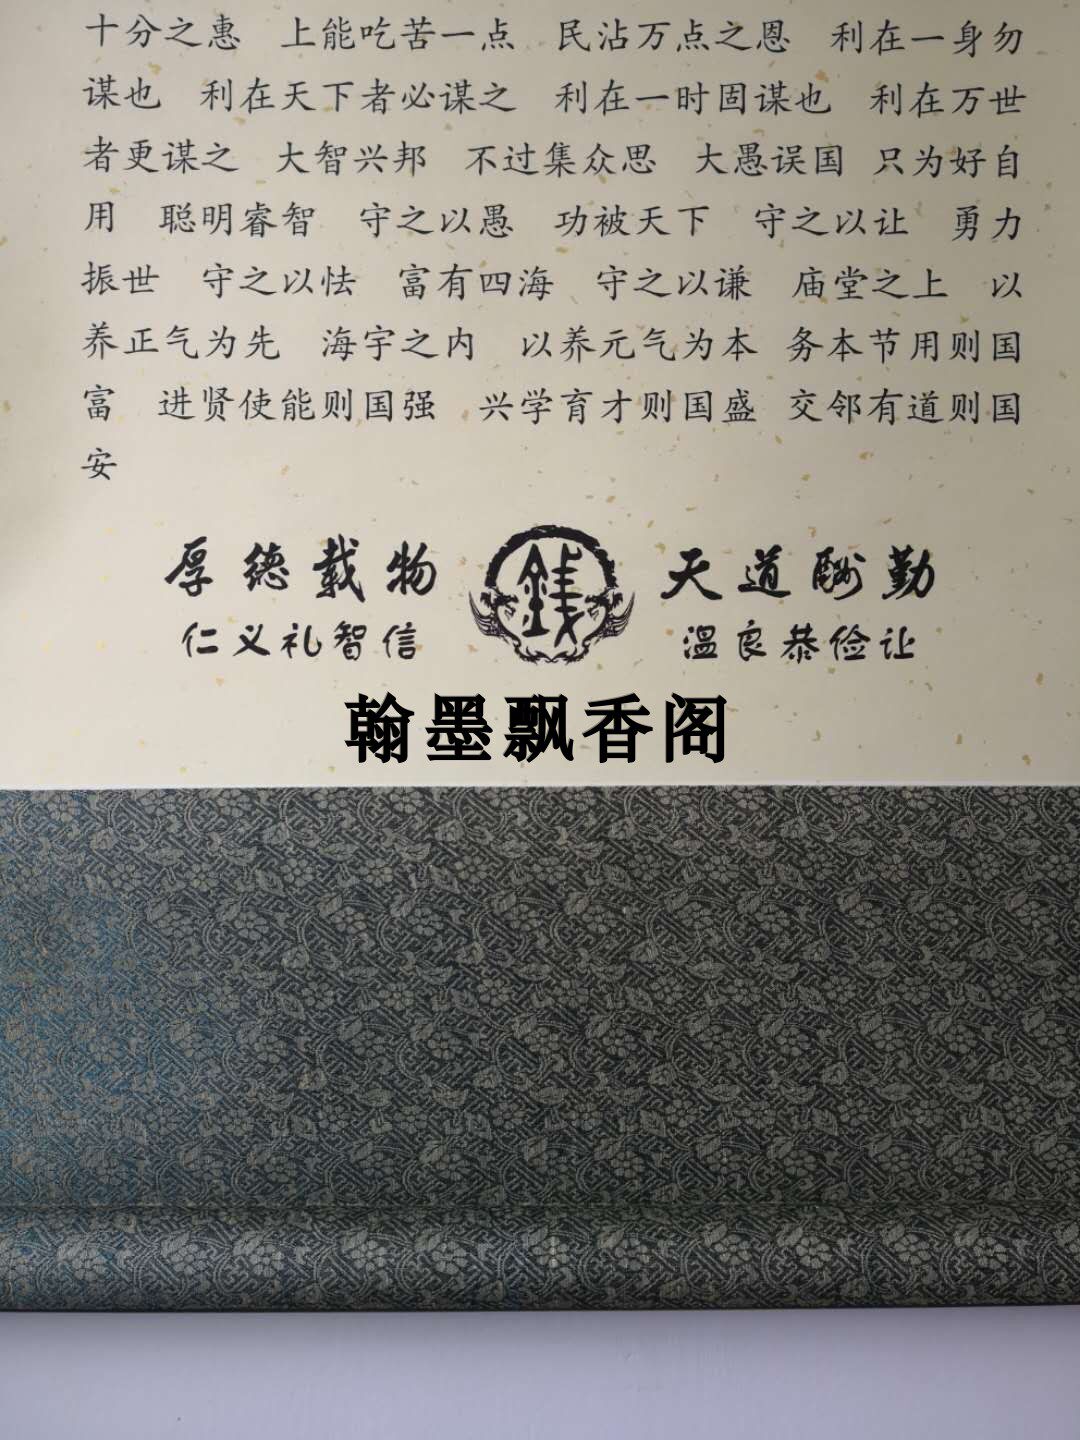 十分之惠 上能吃苦一点 民沾万点之恩 利在一身勿
谋也 利在天下者必谋之 利在一时固谋也 利在万世
者更谋之 大智兴邦 不过集众思 大愚误国 只为好自
用 聪明睿智 守之以愚 功被天下 守之以让 勇力
振世 守之以怯 富有四海 守之以谦 庙堂之上 以
养正气为先 海宇之内 以养元气为本 务本节用则国
富 进贤使能则国强 兴学育才则国盛 交邻有道则国
安
厚德载物 錢 天道酬勤
仁义礼智信 温良恭俭让
翰墨飘香阁